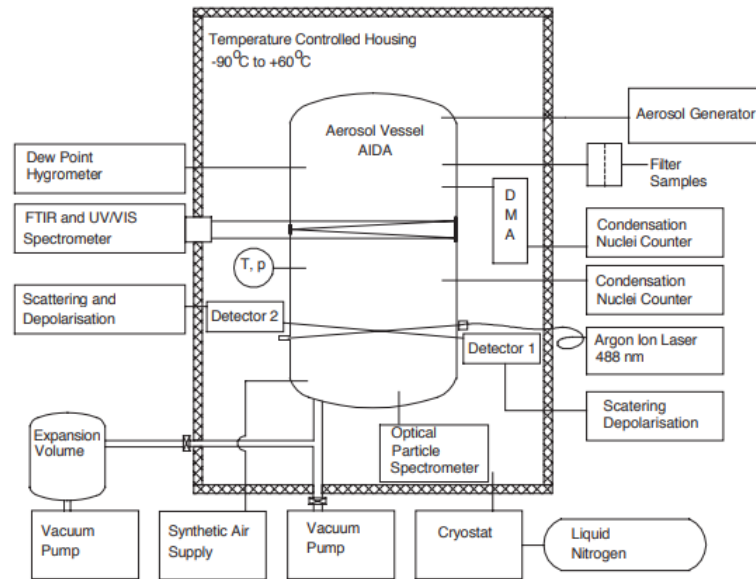 Temperature Controlled Housing
-90°C to +60°C
Aerosol Vessel
AIDA
Aerosol Generator
Dew Point
Hygrometer
Filter
Samples
D
M
A
FTIR and UV/VIS
Spectrometer
Condensation
Nuclei Counter
T, p
Condensation
Nuclei Counter
Scattering and
Depolarisation
Detector 2
Detector 1
Argon Ion Laser
488 nm
Scatering
Depolarisation
Expansion
Volume
Optical
Particle
Spectrometer
Vacuum
Pump
Synthetic Air
Supply
Vacuum
Pump
Cryostat
Liquid
Nitrogen